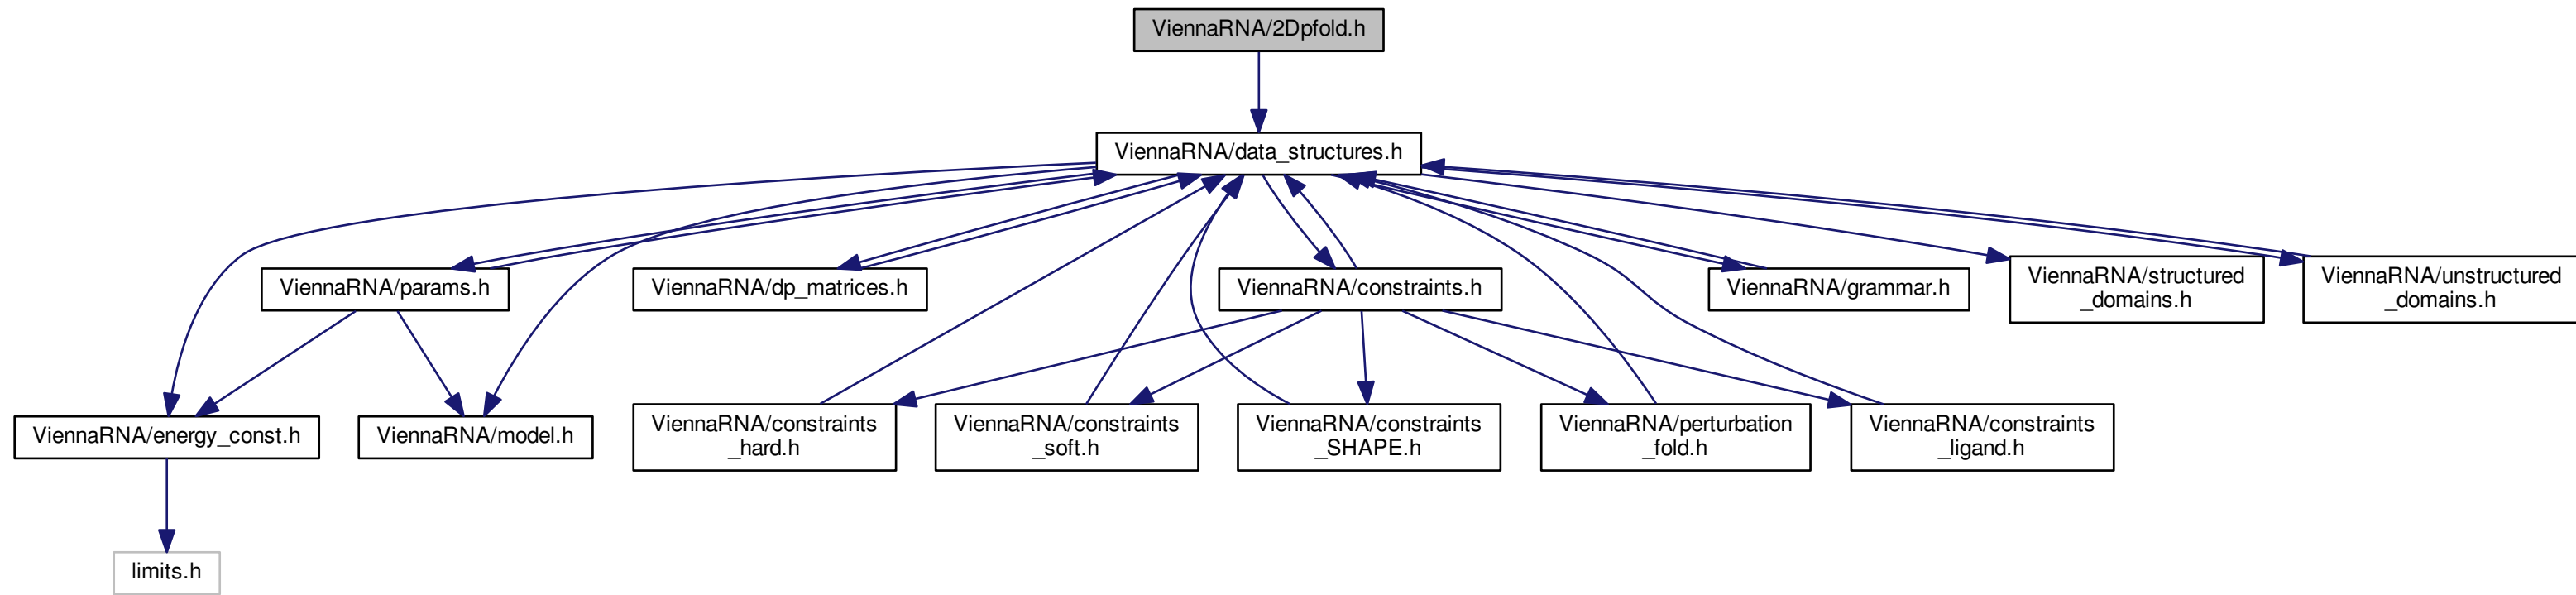 ViennaRNA/2Dpfold.h
ViennaRNA/data_structures.h
ViennaRNA/params.h
ViennaRNA/dp_matrices.h
ViennaRNA/constraints.h
ViennaRNA/grammar.h
ViennaRNA/structured
_domains.h
ViennaRNA/unstructured
_domains.h
ViennaRNA/energy_const.h
ViennaRNA/model.h
ViennaRNA/constraints
_hard.h
ViennaRNA/constraints
_soft.h
ViennaRNA/constraints
_SHAPE.h
ViennaRNA/perturbation
_fold.h
ViennaRNA/constraints
_ligand.h
limits.h